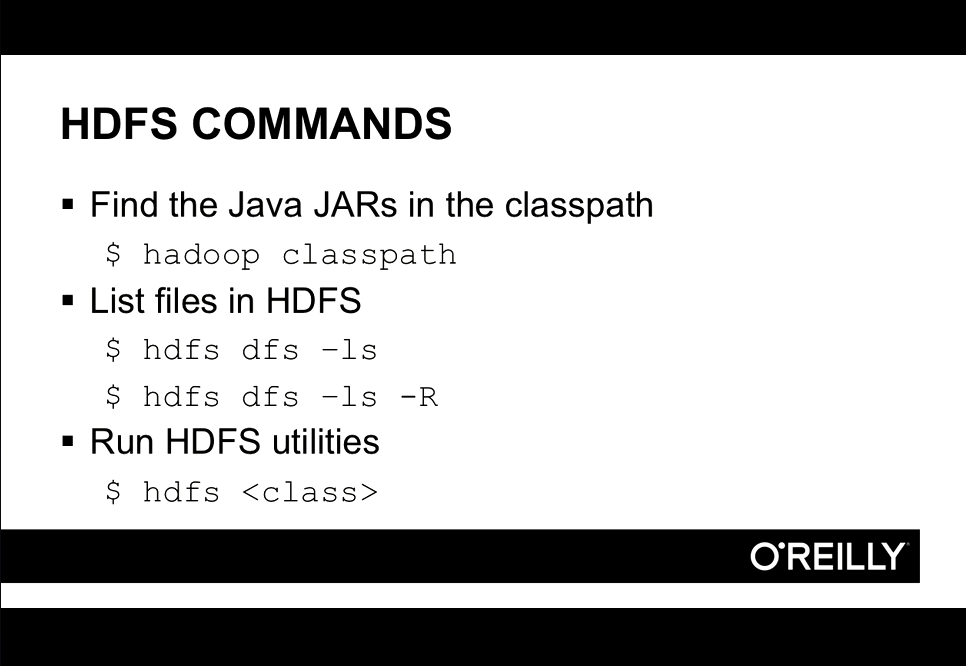 HDFS COMMANDS
▪ Find the Java JARs in the classpath
$ hadoop classpath
▪ List files in HDFS
$ hdfs dfs –ls
$ hdfs dfs –ls -R
▪ Run HDFS utilities
$ hdfs <class>
O'REILLY